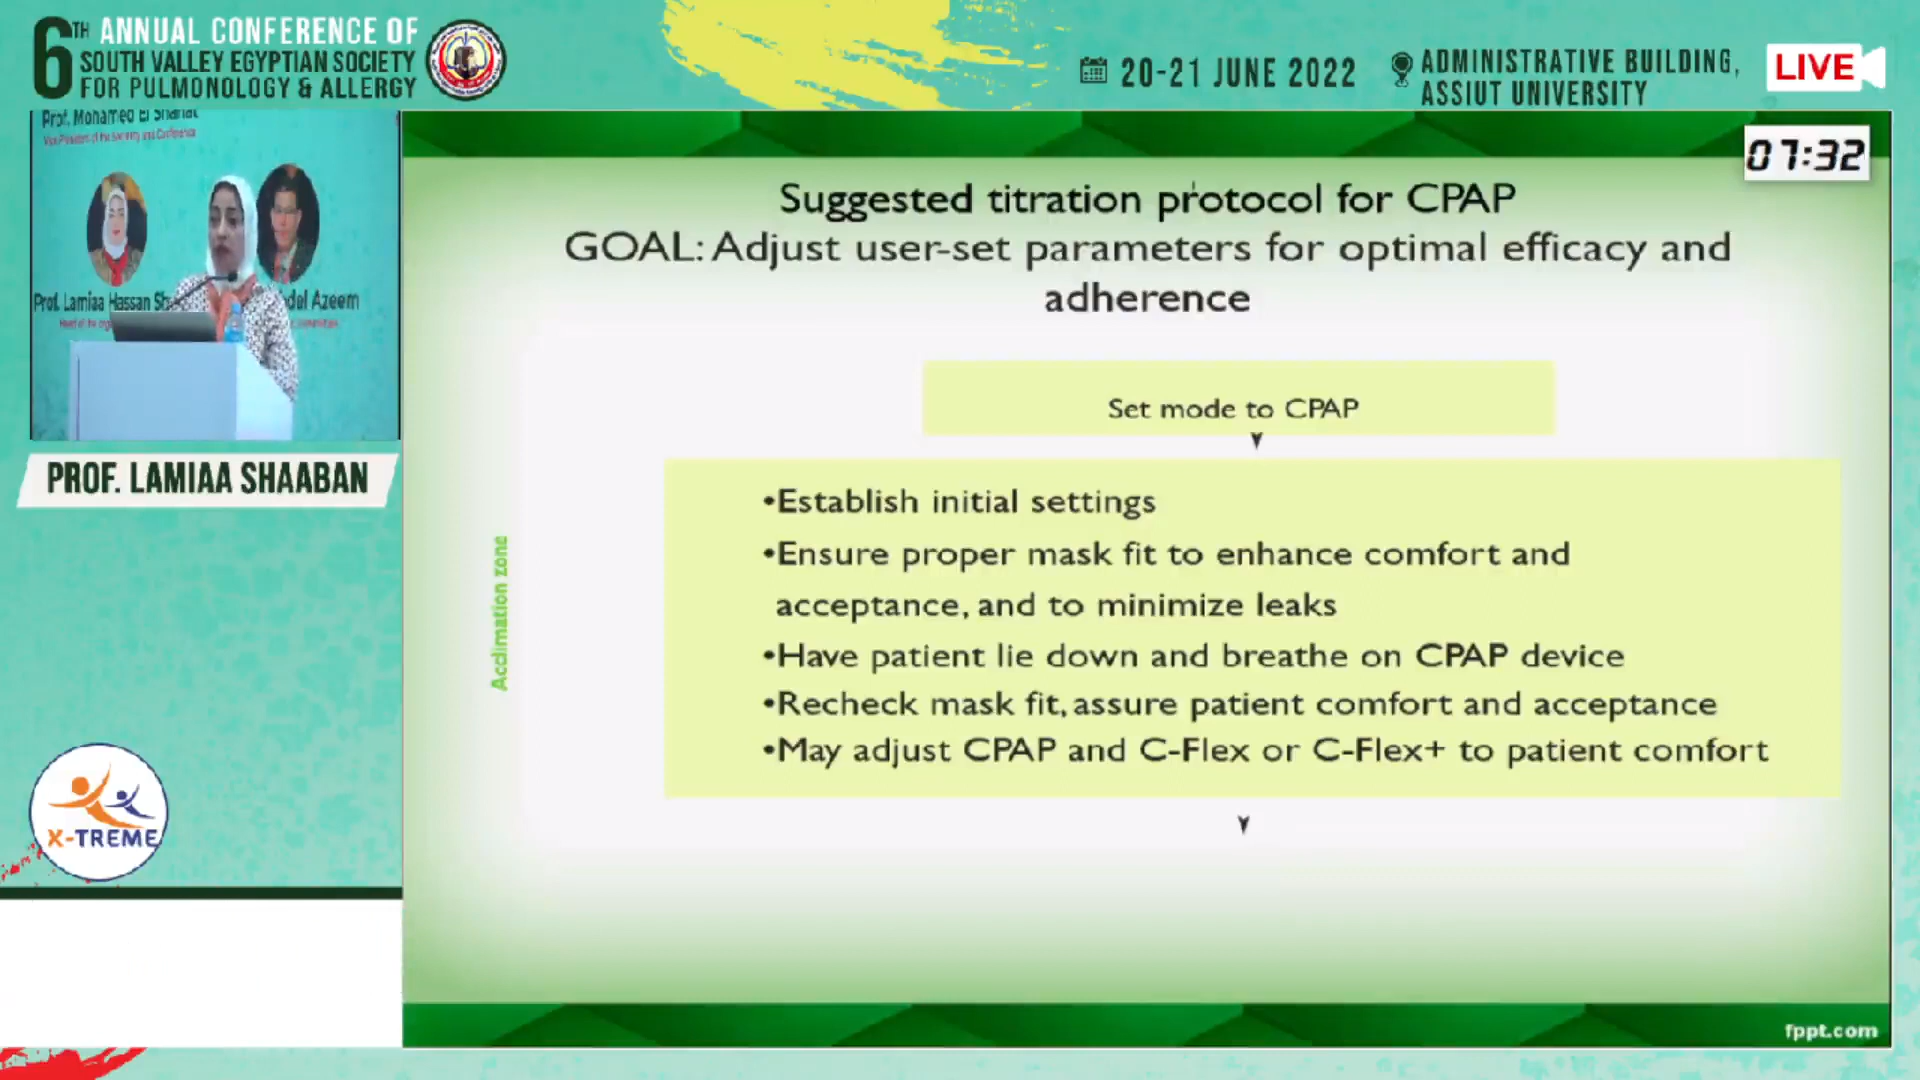 6TH ANNUAL CONFERENCE OF
SOUTH VALLEY EGYPTIAN SOCIETY
FOR PULMONOLOGY & ALLERGY
20-21 JUNE 2022
ADMINISTRATIVE BUILDING,
ASSIUT UNIVERSITY
LIVE
Prof. Mohamed El Shariat
Prof. Lamiaa Hassan
Azeem
PROF. LAMIAA SHAABAN
X-TREME
07:32
Suggested titration protocol for CPAP
GOAL: Adjust user-set parameters for optimal efficacy and
adherence
Set mode to CPAP
Acclimation zone
•Establish initial settings
•Ensure proper mask fit to enhance comfort and
acceptance, and to minimize leaks
•Have patient lie down and breathe on CPAP device
•Recheck mask fit, assure patient comfort and acceptance
•May adjust CPAP and C-Flex or C-Flex+ to patient comfort
fppt.com